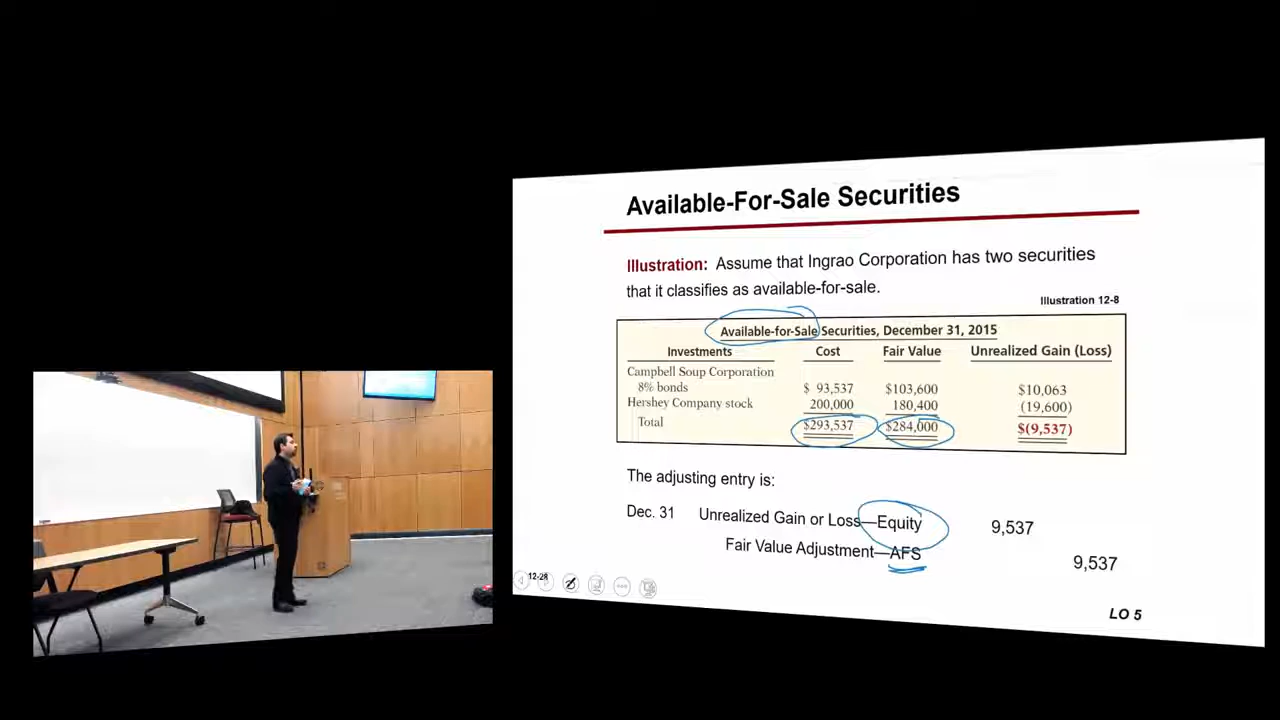 Available-For-Sale Securities
Illustration: Assume that Ingrao Corporation has two securities
that it classifies as available-for-sale.
Illustration 12-8
Available-for-Sale Securities, December 31, 2015
Investments Cost Fair Value Unrealized Gain (Loss)
Campbell Soup Corporation
8% bonds $ 93,537 $103,600 $10,063
Hershey Company stock 200,000 180,400 (19,600)
Total $293,537 $284,000 $(9,537)
The adjusting entry is:
Dec. 31 Unrealized Gain or Loss—Equity 9,537
Fair Value Adjustment—AFS 9,537
12-28
LO 5